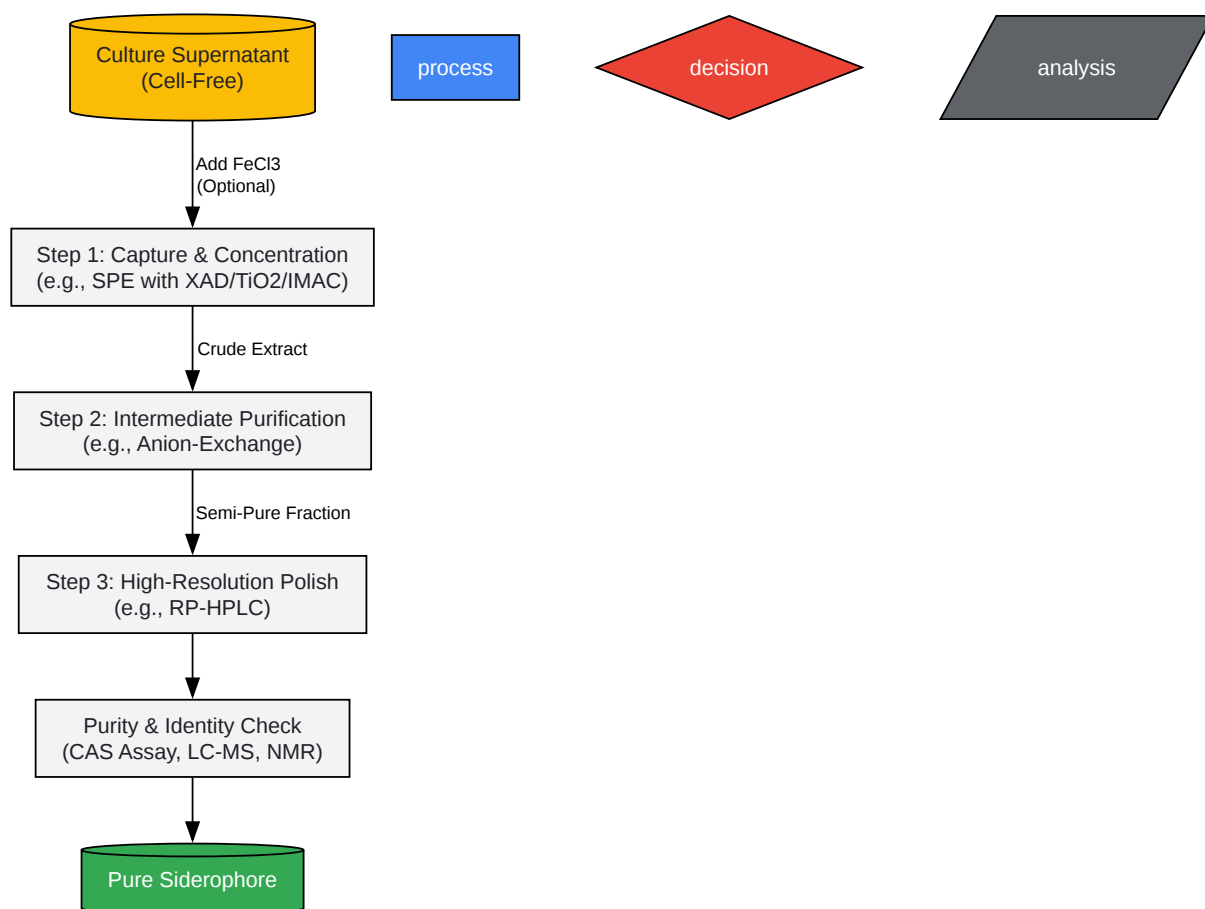 Culture Supernatant
(Cell-Free)
process
decision
analysis
Add FeCl3
(Optional)
Step 1: Capture & Concentration
(e.g., SPE with XAD/TiO2/IMAC)
Crude Extract
Step 2: Intermediate Purification
(e.g., Anion-Exchange)
Semi-Pure Fraction
Step 3: High-Resolution Polish
(e.g., RP-HPLC)
Purity & Identity Check
(CAS Assay, LC-MS, NMR)
Pure Siderophore